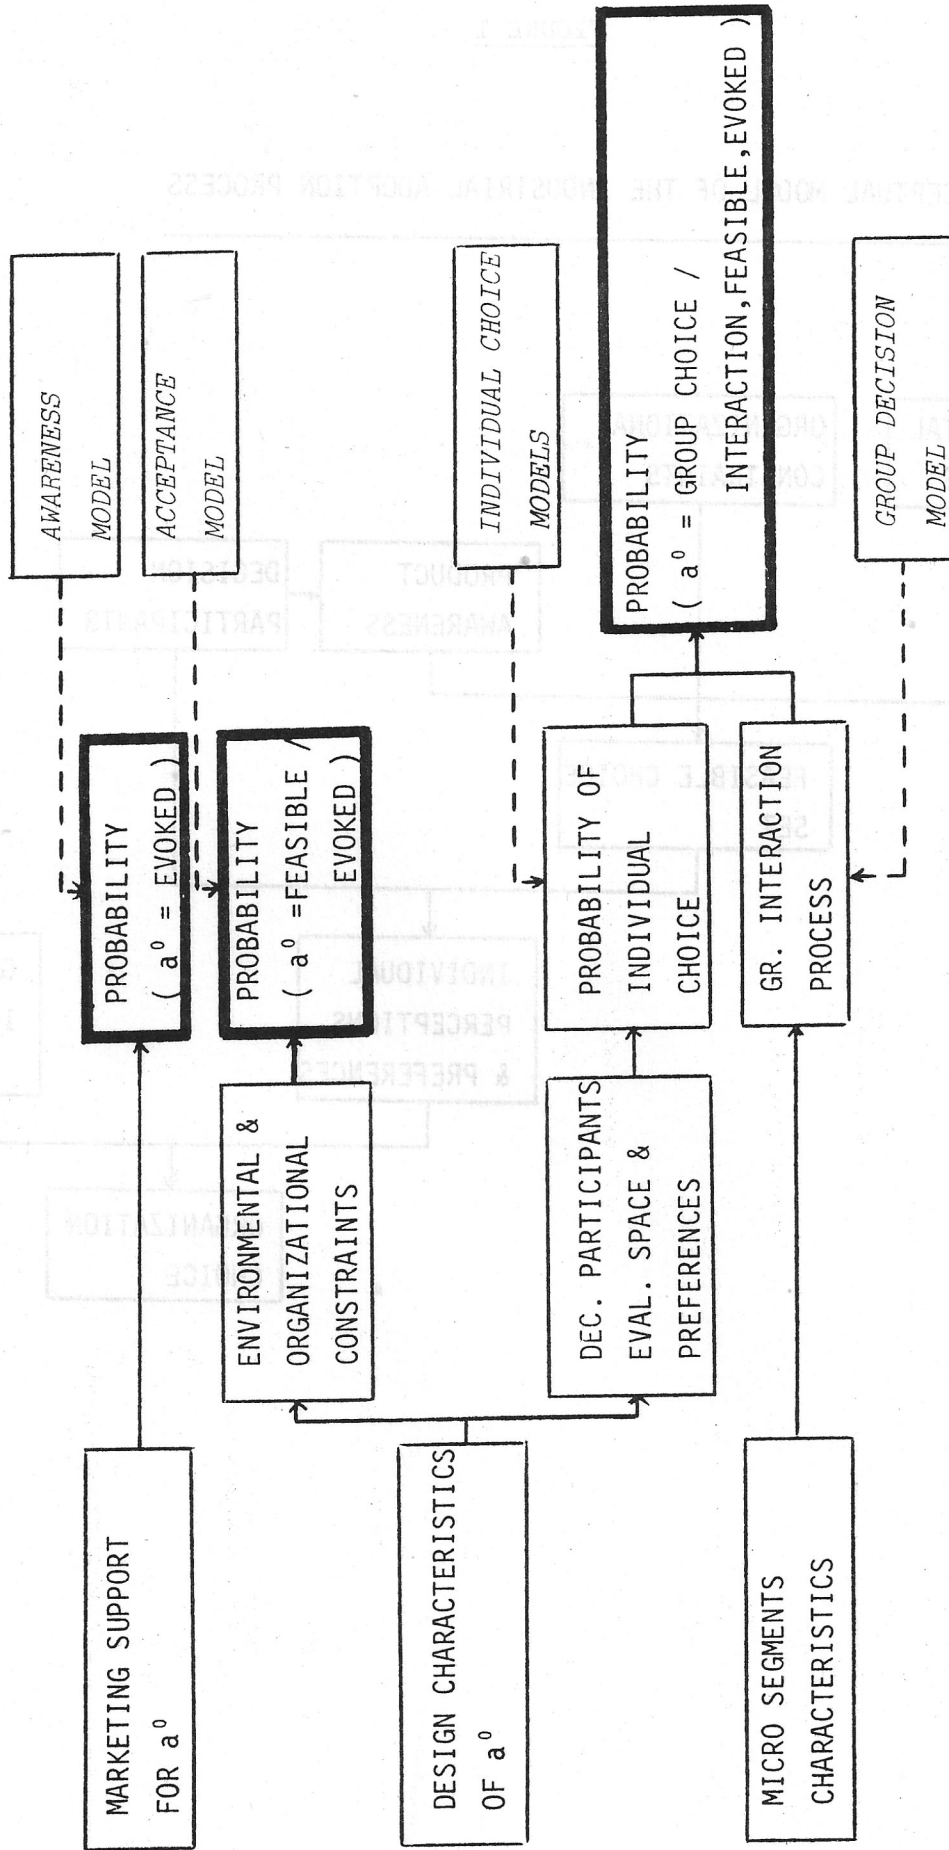 MARKETING SUPPORT
FOR a⁰
DESIGN CHARACTERISTICS
OF a⁰
MICRO SEGMENTS
CHARACTERISTICS
ENVIRONMENTAL &
ORGANIZATIONAL
CONSTRAINTS
DEC. PARTICIPANTS
EVAL. SPACE &
PREFERENCES
PROBABILITY
( a⁰ = EVOKED )
PROBABILITY
( a⁰ =FEASIBLE /
EVOKED )
PROBABILITY OF
INDIVIDUAL
CHOICE
GR. INTERACTION
PROCESS
AWARENESS
MODEL
ACCEPTANCE
MODEL
INDIVIDUAL CHOICE
MODELS
PROBABILITY
( a⁰ = GROUP CHOICE /
INTERACTION,FEASIBLE,EVOKED )
GROUP DECISION
MODEL